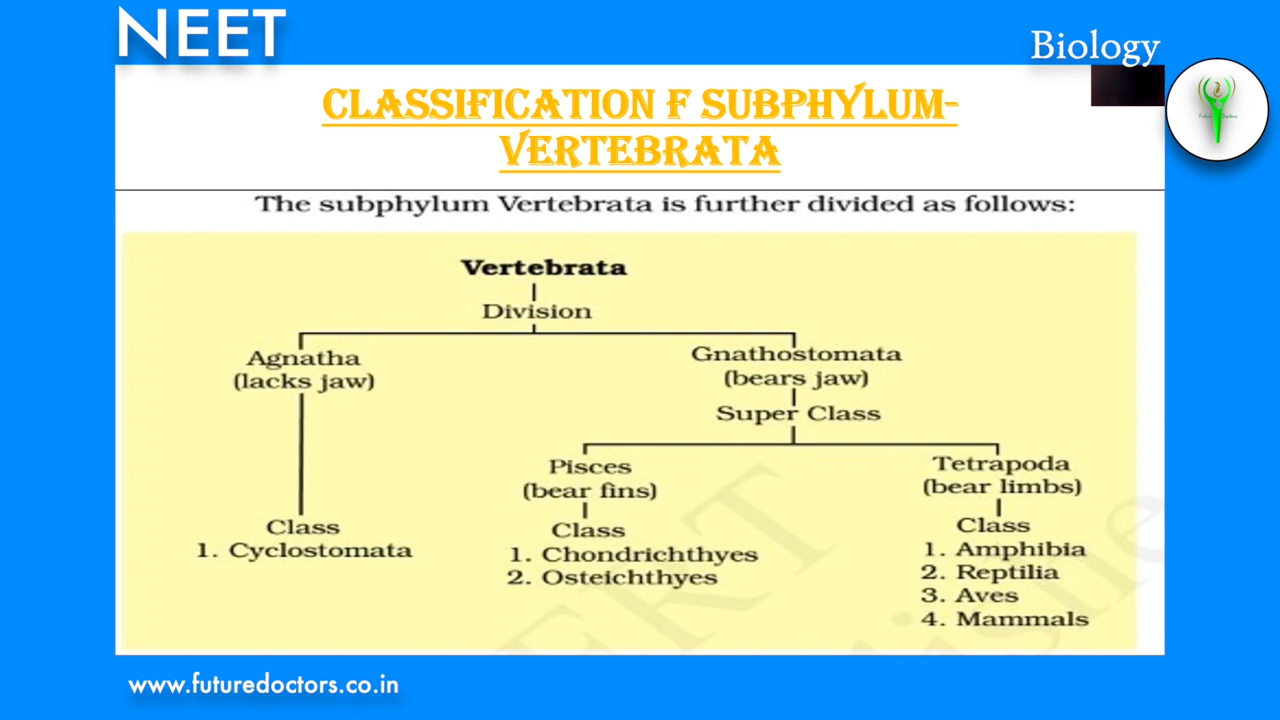 NEET
Biology
CLASSIFICATION F SUBPHYLUM-
VERTEBRATA
The subphylum Vertebrata is further divided as follows:
Vertebrata
Division
Agnatha
(lacks jaw)
Gnathostomata
(bears jaw)
Super Class
Pisces
(bear fins)
Tetrapoda
(bear limbs)
Class
1. Cyclostomata
Class
1. Chondrichthyes
2. Osteichthyes
Class
1. Amphibia
2. Reptilia
3. Aves
4. Mammals
www.futuredoctors.co.in